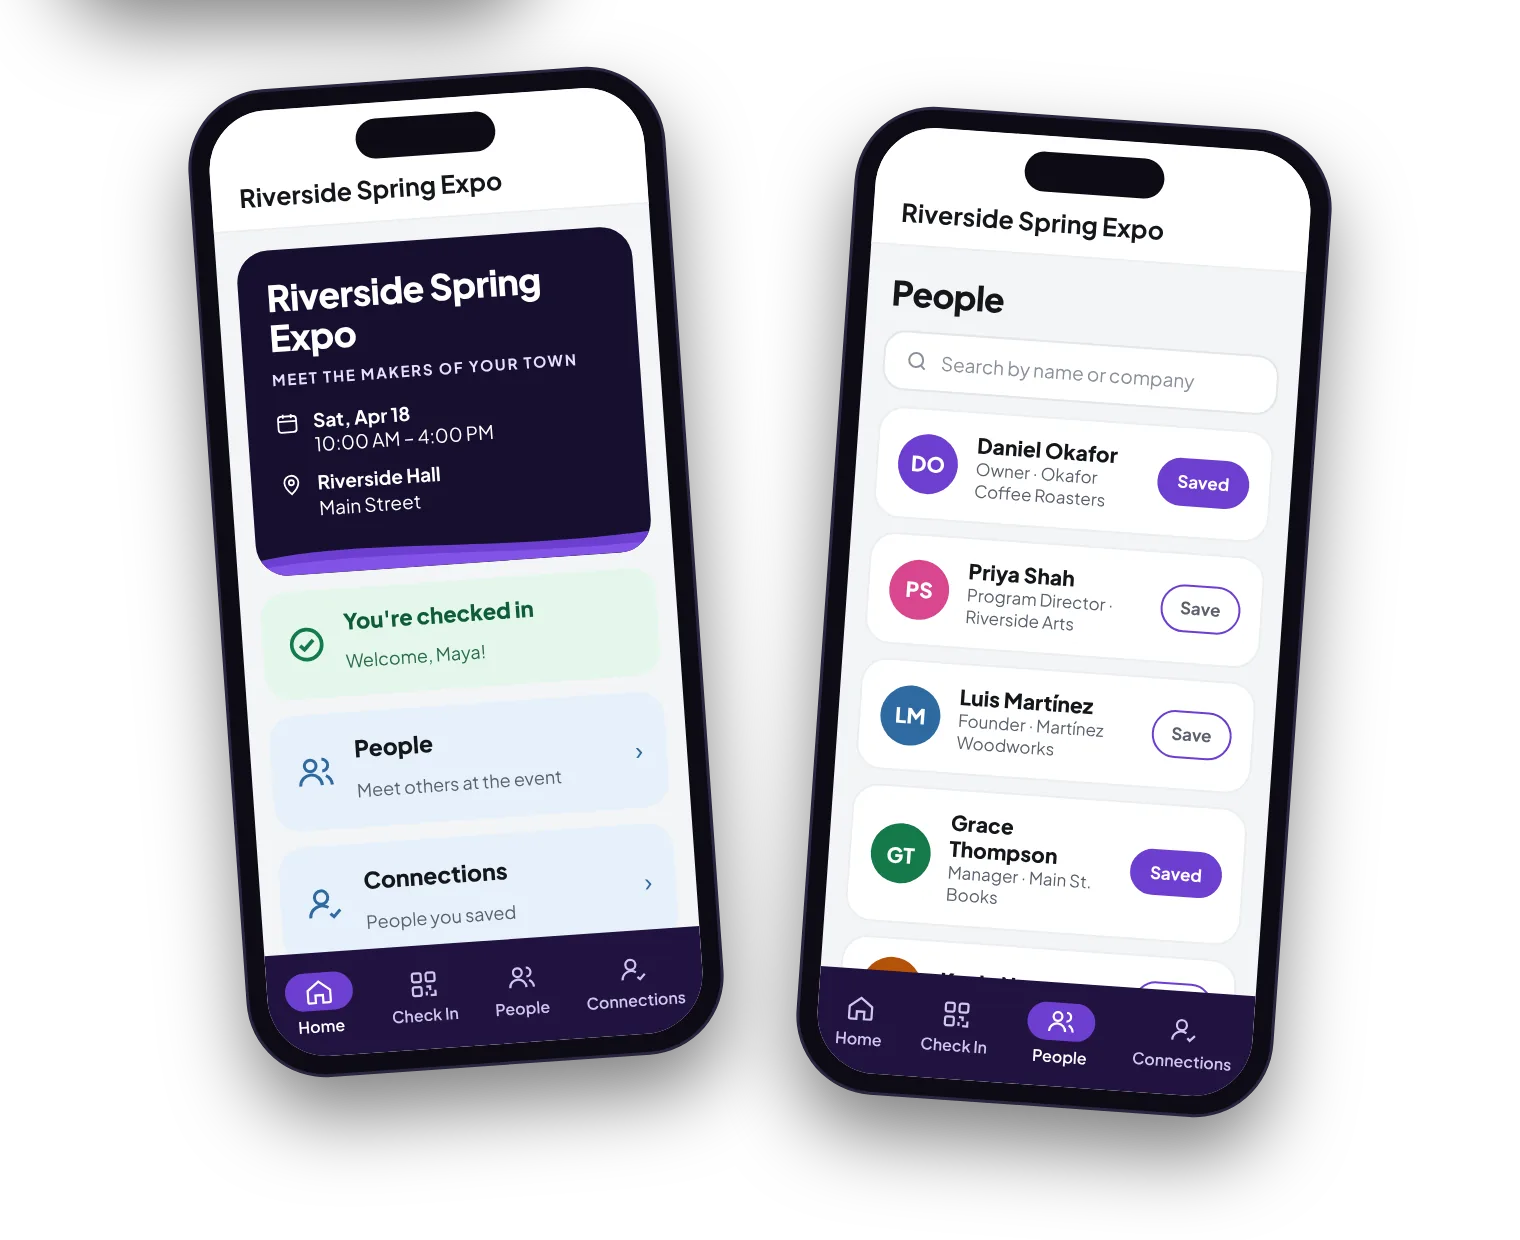 Riverside Spring Expo
Riverside Spring
Expo
MEET THE MAKERS OF YOUR TOWN
Sat, Apr 18
10:00 AM – 4:00 PM
Riverside Hall
Main Street
You're checked in
Welcome, Maya!
People
Meet others at the event
Connections
People you saved
Home
Check In
People
Connections
Riverside Spring Expo
People
Search by name or company
DO
Daniel Okafor
Owner · Okafor
Coffee Roasters
Saved
PS
Priya Shah
Program Director ·
Riverside Arts
Save
LM
Luis Martínez
Founder · Martínez
Woodworks
Save
GT
Grace
Thompson
Manager · Main St.
Books
Saved
Home
Check In
People
Connections